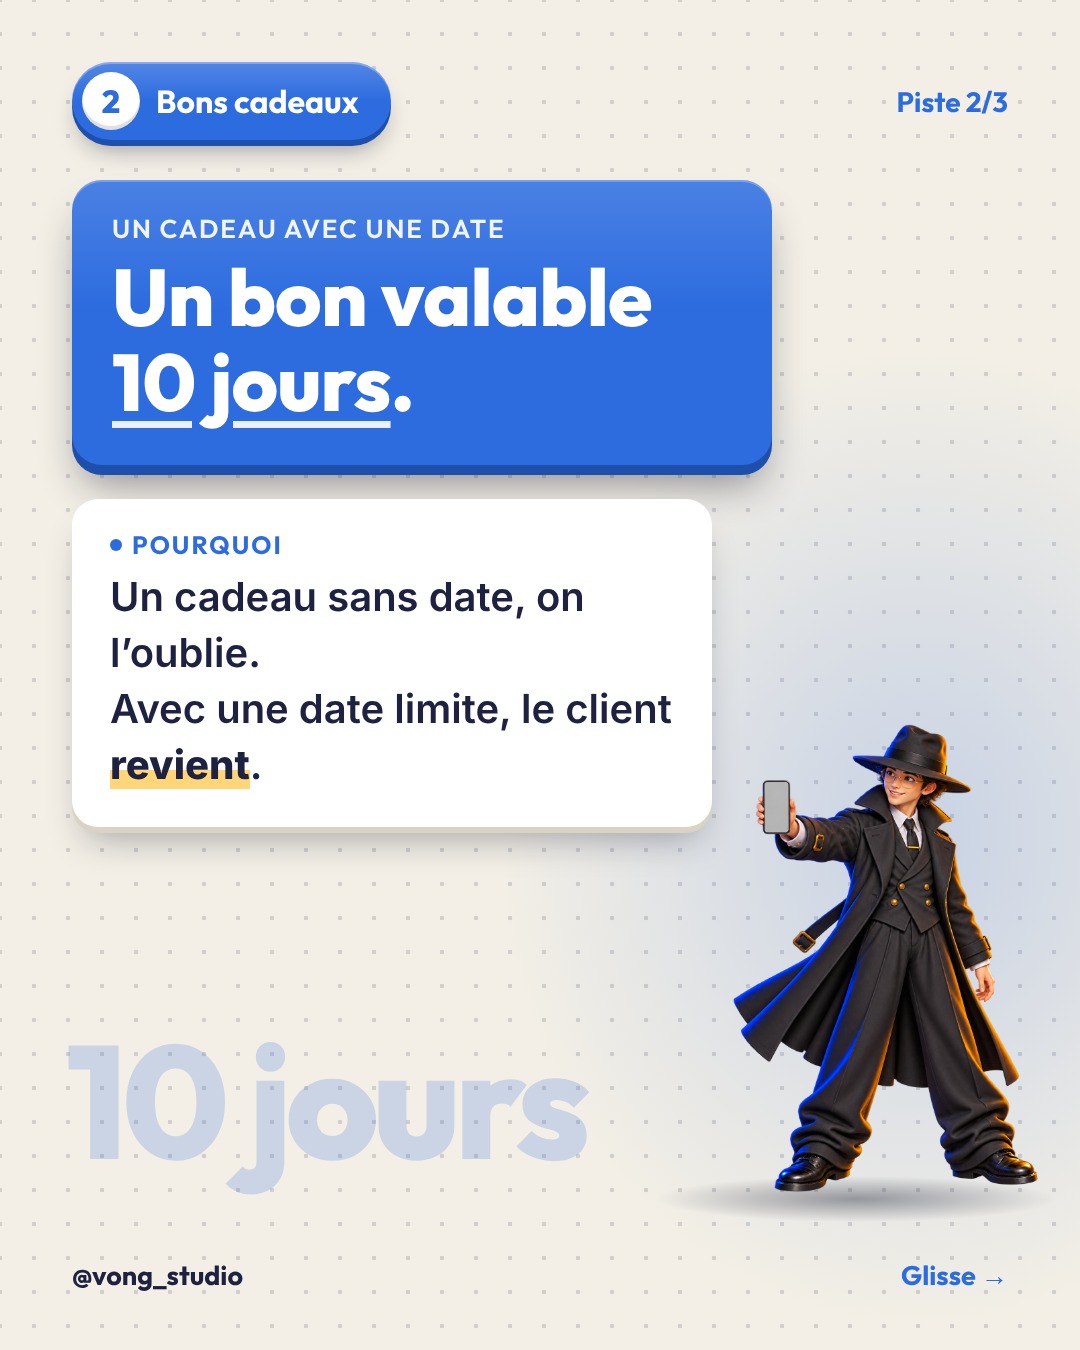 2 Bons cadeaux
Piste 2/3
UN CADEAU AVEC UNE DATE
Un bon valable
10 jours.
POURQUOI
Un cadeau sans date, on
l’oublie.
Avec une date limite, le client
revient.
10 jours
@vong_studio
Glisse →